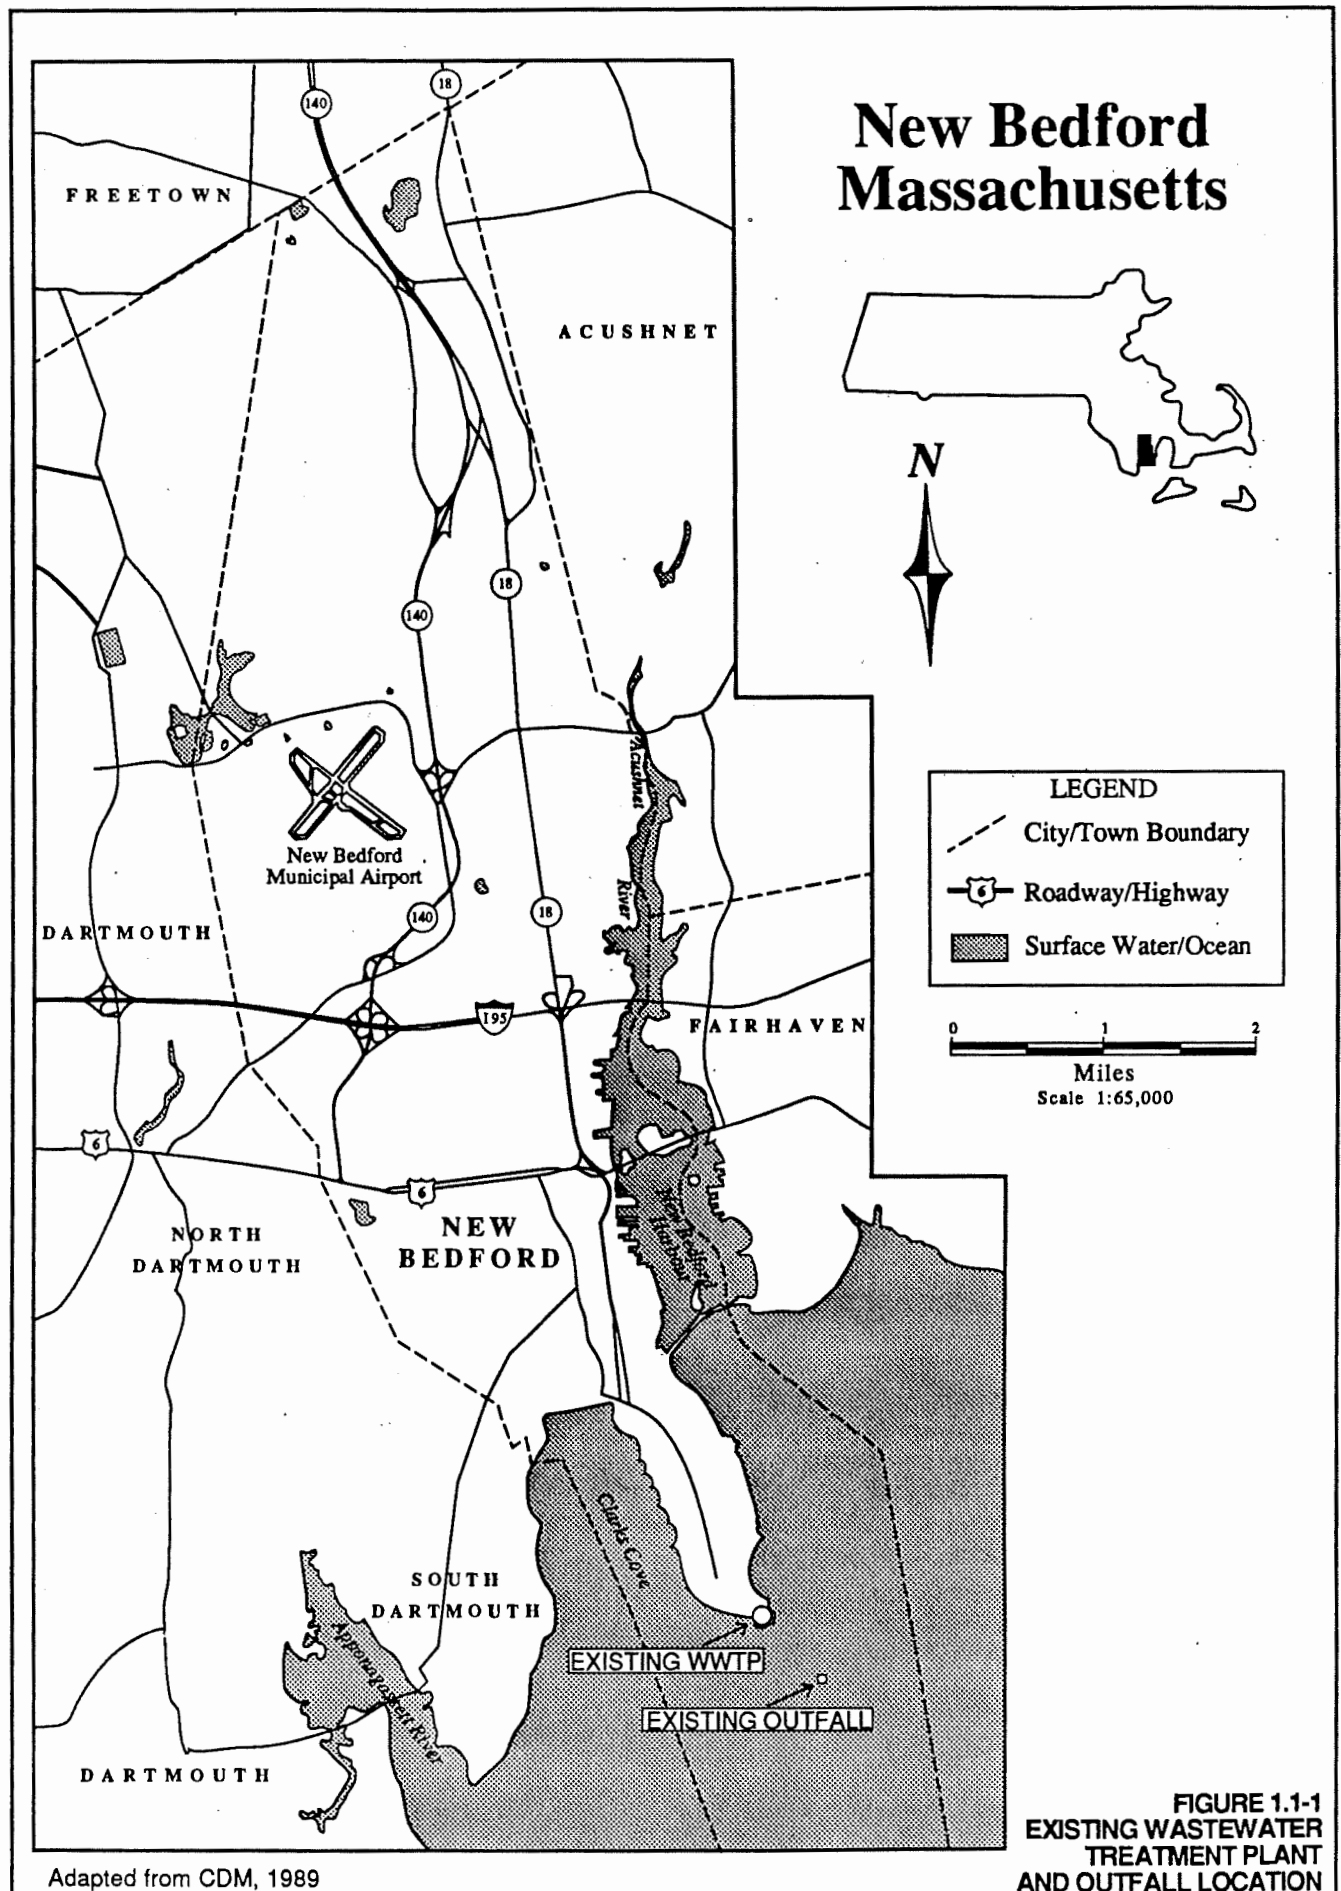 New Bedford
Massachusetts
140
18
FREETOWN
ACUSHNET
N
18
140
Acushnet
River
LEGEND
City/Town Boundary
6
Roadway/Highway
Surface Water/Ocean
New Bedford
Municipal Airport
140
18
DARTMOUTH
I95
FAIRHAVEN
0
1
2
Miles
Scale 1:65,000
6
6
NORTH
DARTMOUTH
NEW
BEDFORD
New Bedford
Harbour
Clarks Cove
SOUTH
DARTMOUTH
Apponagansett River
EXISTING WWTP
EXISTING OUTFALL
DARTMOUTH
FIGURE 1.1-1
EXISTING WASTEWATER
TREATMENT PLANT
AND OUTFALL LOCATION
Adapted from CDM, 1989